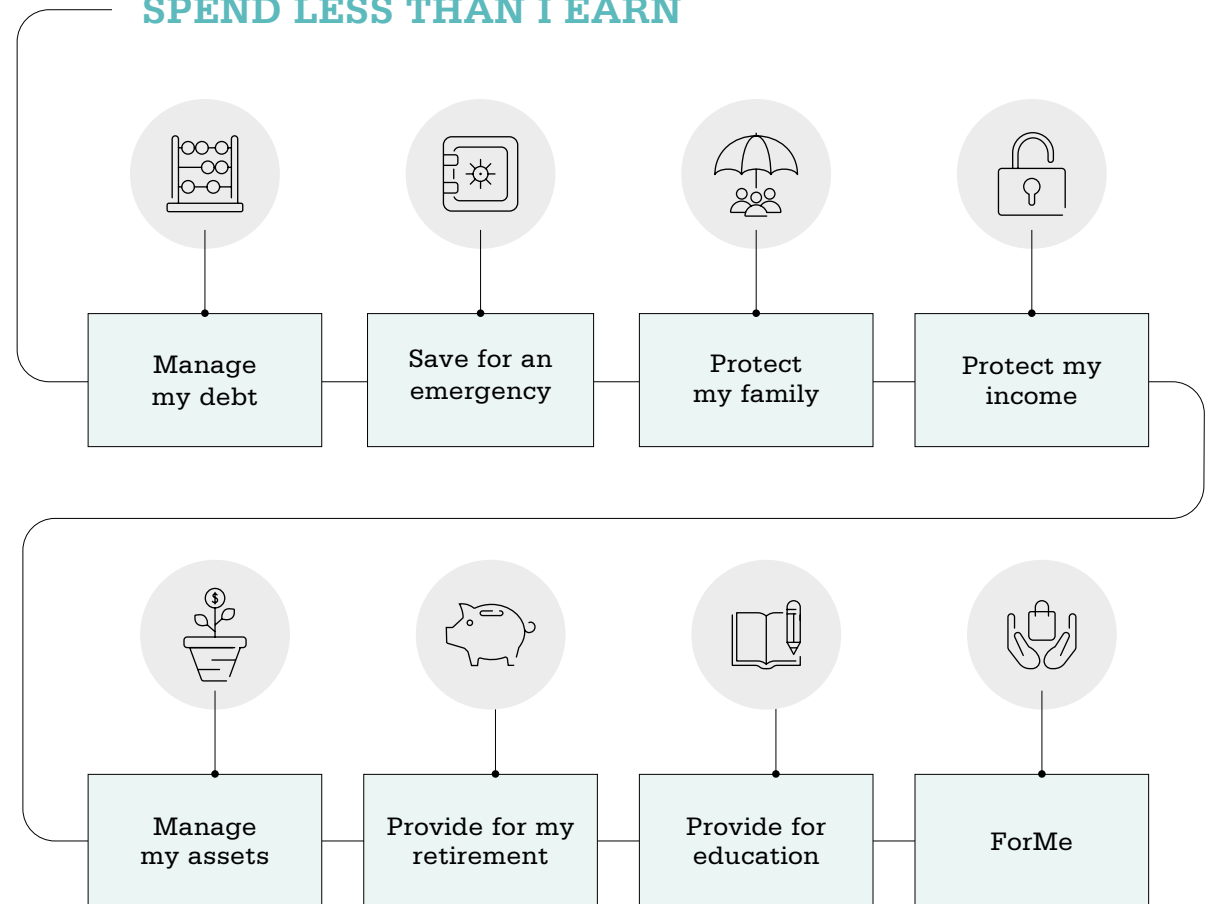 SPEND LESS THAN I EARN
Manage
my debt
Save for an
emergency
Protect
my family
Protect my
income
$
Manage
my assets
Provide for my
retirement
Provide for
education
ForMe